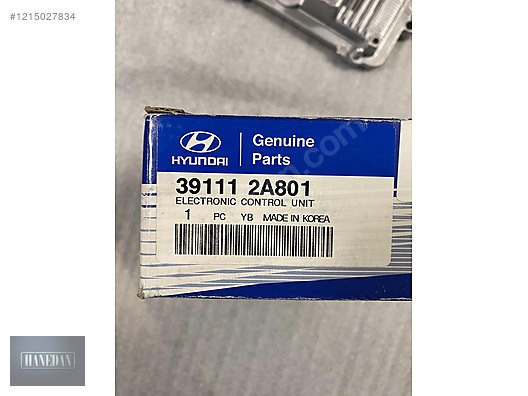 #1215027834
HYUNDAI
Genuine
Parts
39111 2A801
ELECTRONIC CONTROL UNIT
1 PC YB MADE IN KOREA
HANEDAN